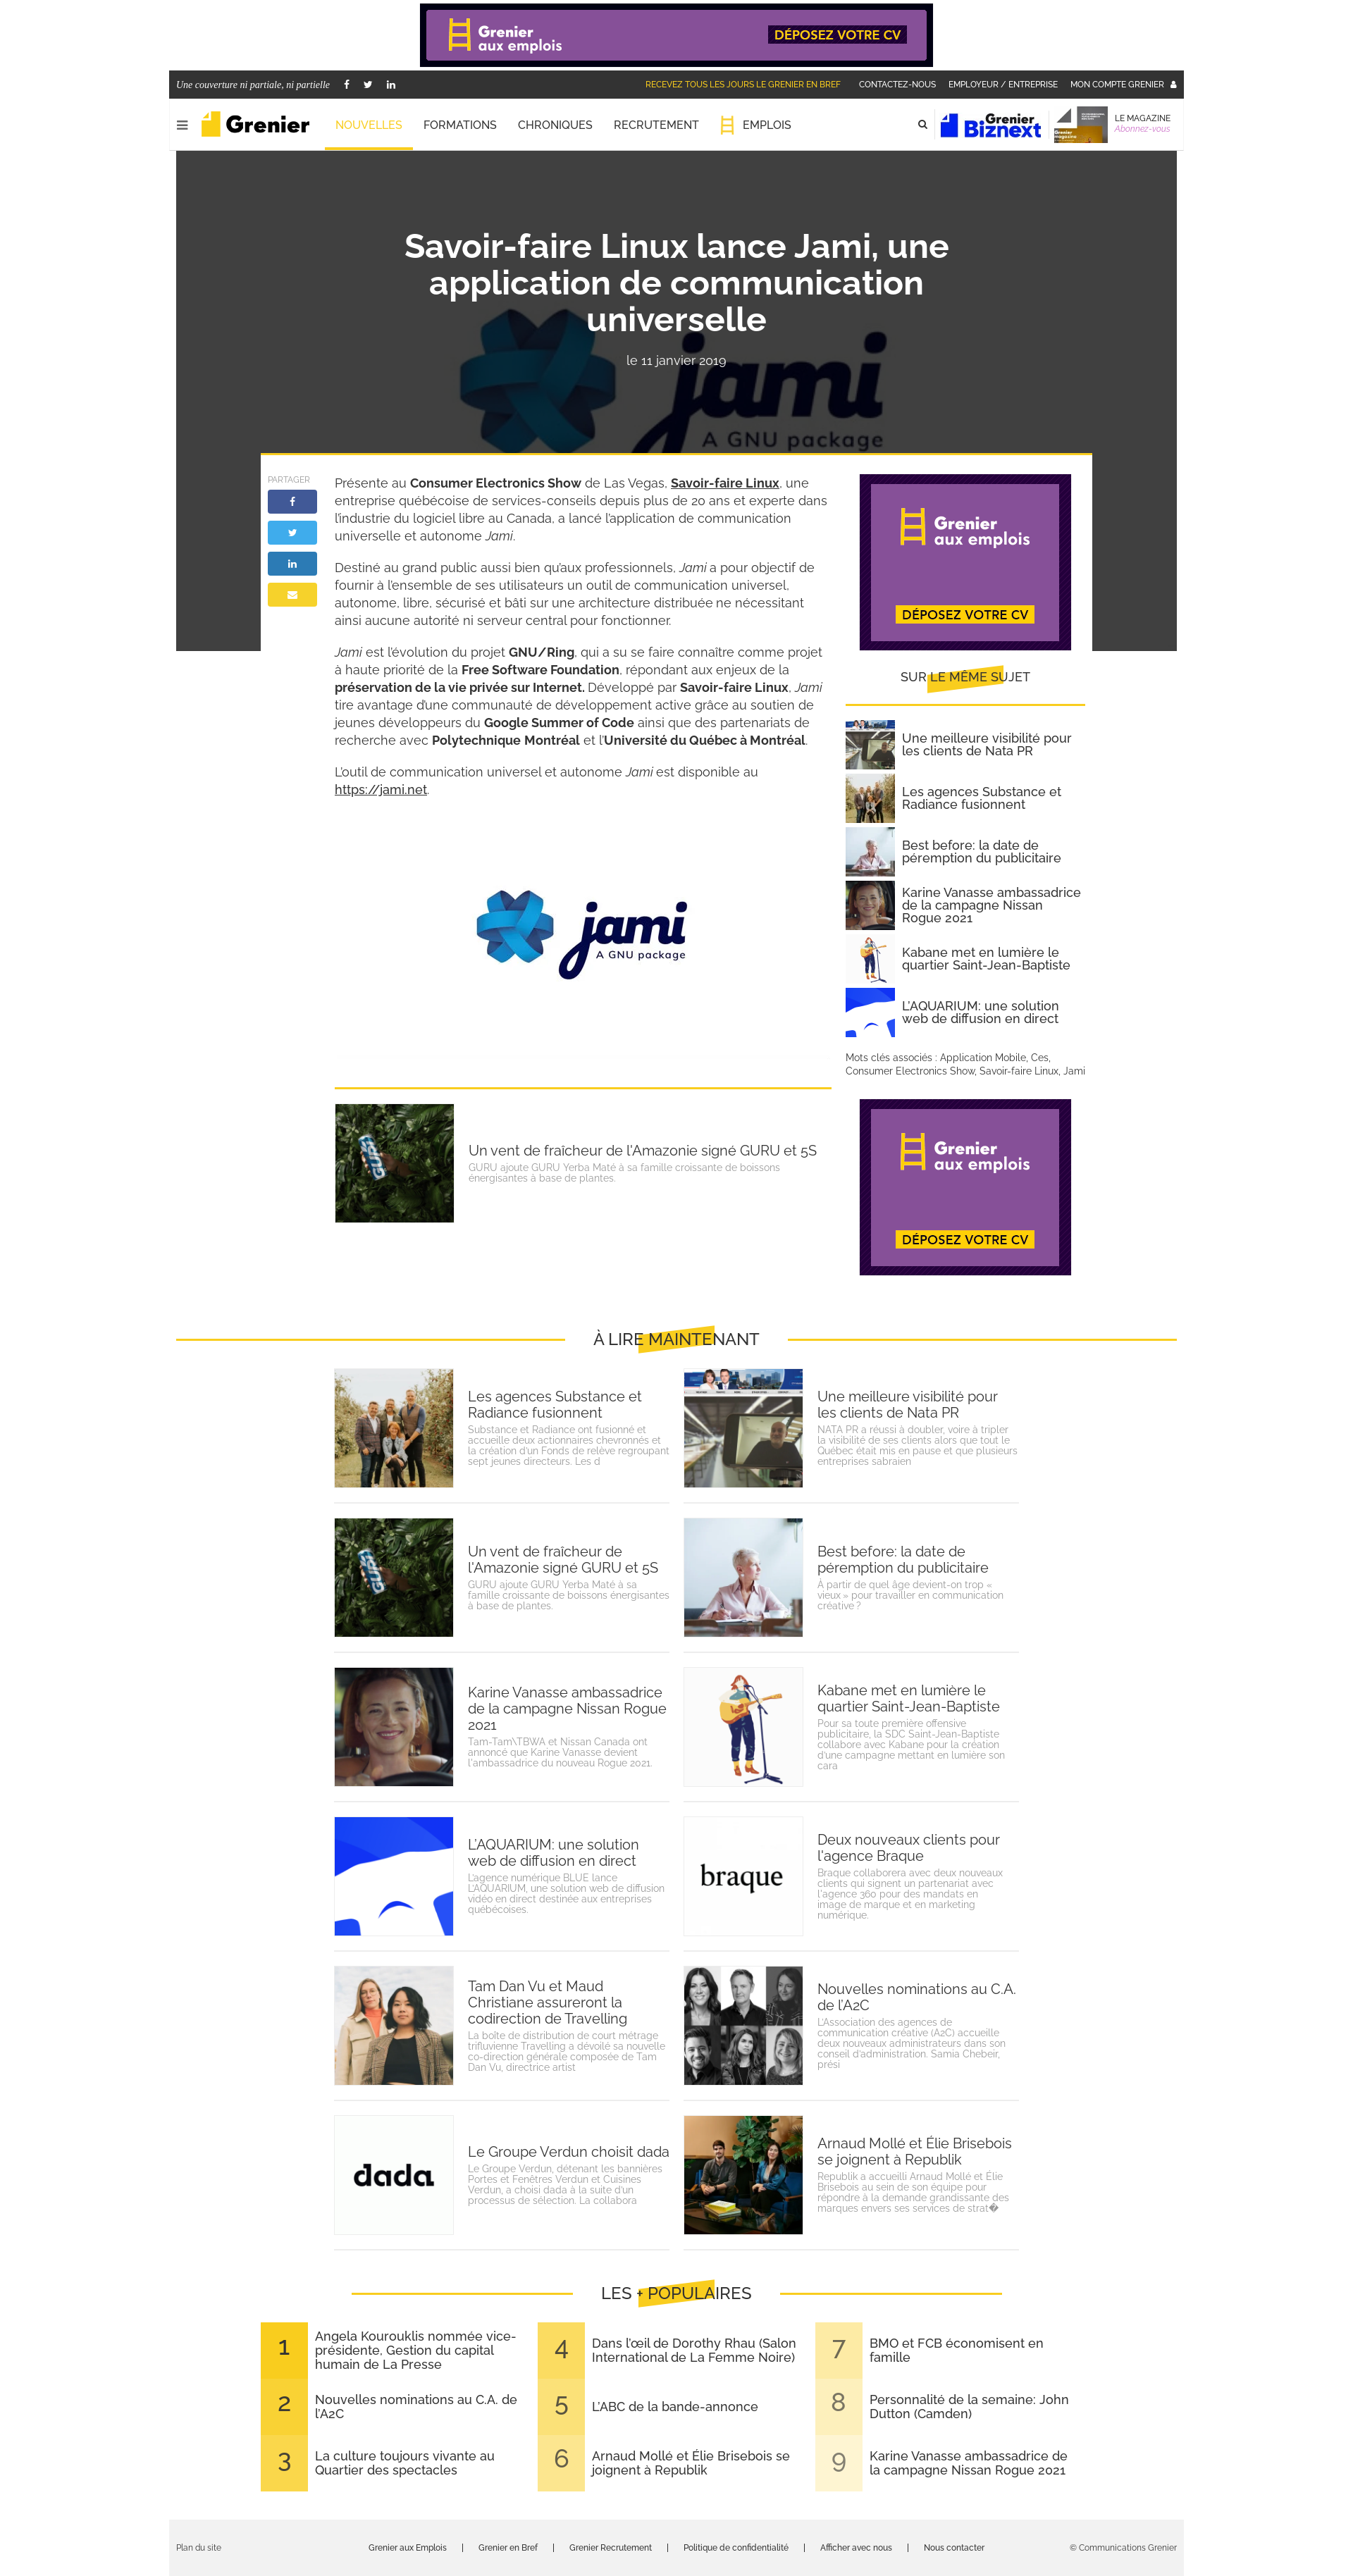 Grenier
aux emplois
DÉPOSEZ VOTRE CV
Une couverture ni partiale, ni partielle
RECEVEZ TOUS LES JOURS LE GRENIER EN BREF
CONTACTEZ-NOUS
EMPLOYEUR / ENTREPRISE
MON COMPTE GRENIER
Grenier
NOUVELLES
FORMATIONS
CHRONIQUES
RECRUTEMENT
EMPLOIS
Grenier
Biznext
LE MAGAZINE
Abonnez-vous
Savoir-faire Linux lance Jami, une
application de communication
universelle
le 11 janvier 2019
jami
A GNU package
PARTAGER
Présente au Consumer Electronics Show de Las Vegas, Savoir-faire Linux, une
entreprise québécoise de services-conseils depuis plus de 20 ans et experte dans
l’industrie du logiciel libre au Canada, a lancé l’application de communication
universelle et autonome Jami.
Destiné au grand public aussi bien qu’aux professionnels, Jami a pour objectif de
fournir à l’ensemble de ses utilisateurs un outil de communication universel,
autonome, libre, sécurisé et bâti sur une architecture distribuée ne nécessitant
ainsi aucune autorité ni serveur central pour fonctionner.
Jami est l’évolution du projet GNU/Ring, qui a su se faire connaître comme projet
à haute priorité de la Free Software Foundation, répondant aux enjeux de la
préservation de la vie privée sur Internet. Développé par Savoir-faire Linux, Jami
tire avantage d’une communauté de développement active grâce au soutien de
jeunes développeurs du Google Summer of Code ainsi que des partenariats de
recherche avec Polytechnique Montréal et l’Université du Québec à Montréal.
L’outil de communication universel et autonome Jami est disponible au
https://jami.net.
jami
A GNU package
Grenier
aux emplois
DÉPOSEZ VOTRE CV
SUR LE MÊME SUJET
Une meilleure visibilité pour
les clients de Nata PR
Les agences Substance et
Radiance fusionnent
Best before: la date de
péremption du publicitaire
Karine Vanasse ambassadrice
de la campagne Nissan
Rogue 2021
Kabane met en lumière le
quartier Saint-Jean-Baptiste
L’AQUARIUM: une solution
web de diffusion en direct
Mots clés associés : Application Mobile, Ces,
Consumer Electronics Show, Savoir-faire Linux, Jami
Grenier
aux emplois
DÉPOSEZ VOTRE CV
Un vent de fraîcheur de l'Amazonie signé GURU et 5S
GURU ajoute GURU Yerba Maté à sa famille croissante de boissons
énergisantes à base de plantes.
À LIRE MAINTENANT
Les agences Substance et
Radiance fusionnent
Substance et Radiance ont fusionné et
accueille deux actionnaires chevronnés et
la création d’un Fonds de relève regroupant
sept jeunes directeurs. Les d
Une meilleure visibilité pour
les clients de Nata PR
NATA PR a réussi à doubler, voire à tripler
la visibilité de ses clients alors que tout le
Québec était mis en pause et que plusieurs
entreprises sabraien
Un vent de fraîcheur de
l'Amazonie signé GURU et 5S
GURU ajoute GURU Yerba Maté à sa
famille croissante de boissons énergisantes
à base de plantes.
Best before: la date de
péremption du publicitaire
À partir de quel âge devient-on trop «
vieux » pour travailler en communication
créative ?
Karine Vanasse ambassadrice
de la campagne Nissan Rogue
2021
Tam-Tam\TBWA et Nissan Canada ont
annoncé que Karine Vanasse devient
l'ambassadrice du nouveau Rogue 2021.
Kabane met en lumière le
quartier Saint-Jean-Baptiste
Pour sa toute première offensive
publicitaire, la SDC Saint-Jean-Baptiste
collabore avec Kabane pour la création
d’une campagne mettant en lumière son
cara
L’AQUARIUM: une solution
web de diffusion en direct
L’agence numérique BLUE lance
L’AQUARIUM, une solution web de diffusion
vidéo en direct destinée aux entreprises
québécoises.
braque
Deux nouveaux clients pour
l'agence Braque
Braque collaborera avec deux nouveaux
clients qui signent un partenariat avec
l’agence 360 pour des mandats en
image de marque et en marketing
numérique.
Tam Dan Vu et Maud
Christiane assureront la
codirection de Travelling
La boîte de distribution de court métrage
trifluvienne Travelling a dévoilé sa nouvelle
co-direction générale composée de Tam
Dan Vu, directrice artist
Nouvelles nominations au C.A.
de l’A2C
L’Association des agences de
communication créative (A2C) accueille
deux nouveaux administrateurs dans son
conseil d’administration. Samia Chebeir,
prési
dada
Le Groupe Verdun choisit dada
Le Groupe Verdun, détenant les bannières
Portes et Fenêtres Verdun et Cuisines
Verdun, a choisi dada à la suite d’un
processus de sélection. La collabora
Arnaud Mollé et Élie Brisebois
se joignent à Republik
Republik a accueilli Arnaud Mollé et Élie
Brisebois au sein de son équipe pour
répondre à la demande grandissante des
marques envers ses services de strat�
LES + POPULAIRES
1
Angela Kourouklis nommée vice-
présidente, Gestion du capital
humain de La Presse
2
Nouvelles nominations au C.A. de
l’A2C
3
La culture toujours vivante au
Quartier des spectacles
4
Dans l’œil de Dorothy Rhau (Salon
International de La Femme Noire)
5
L'ABC de la bande-annonce
6
Arnaud Mollé et Élie Brisebois se
joignent à Republik
7
BMO et FCB économisent en
famille
8
Personnalité de la semaine: John
Dutton (Camden)
9
Karine Vanasse ambassadrice de
la campagne Nissan Rogue 2021
Plan du site
Grenier aux Emplois | Grenier en Bref | Grenier Recrutement | Politique de confidentialité | Afficher avec nous | Nous contacter
© Communications Grenier